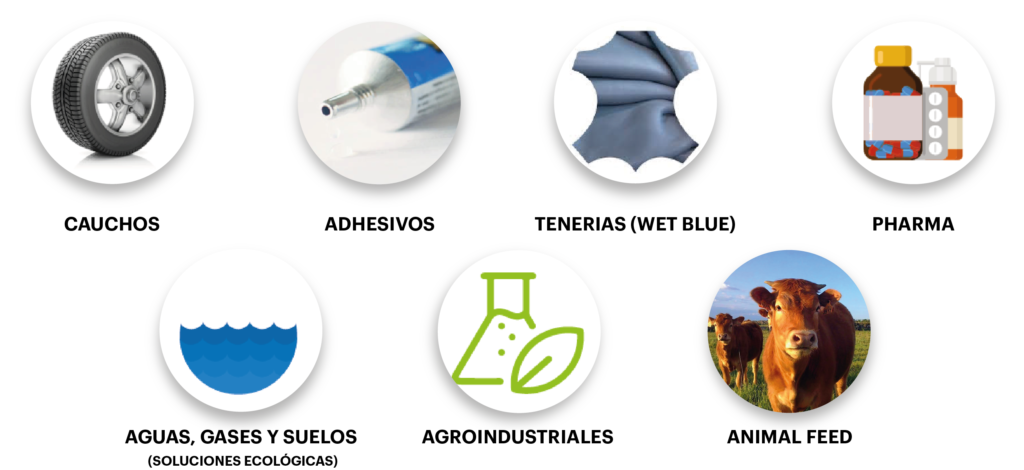 CAUCHOS
ADHESIVOS
TENERIAS (WET BLUE)
PHARMA
AGUAS, GASES Y SUELOS
(SOLUCIONES ECOLÓGICAS)
AGROINDUSTRIALES
ANIMAL FEED